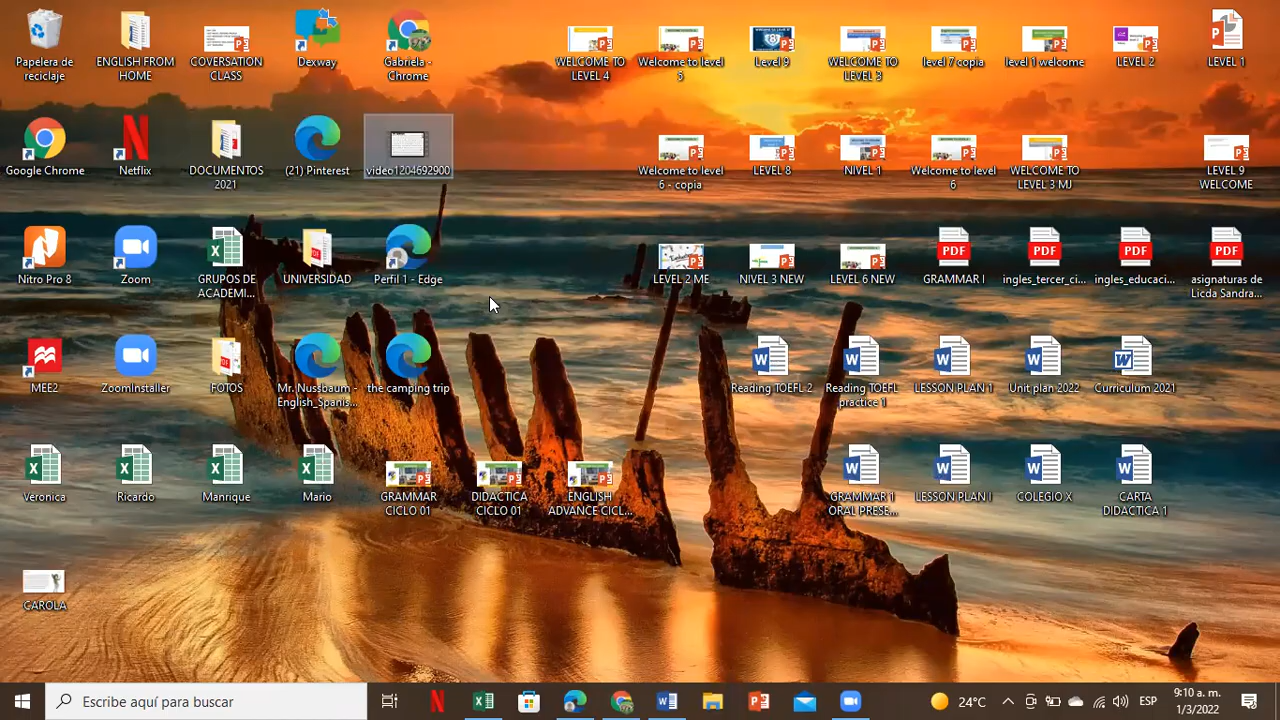 Papelera de
reciclaje
ENGLISH FROM
HOME
COVERSATION
CLASS
Dexway
Gabriela -
Chrome
WELCOME TO
LEVEL 4
Welcome to level
5
Level 9
WELCOME TO
LEVEL 3
level 7 copia
level 1 welcome
LEVEL 2
LEVEL 1
Google Chrome
Netflix
DOCUMENTOS
2021
(21) Pinterest
video1204692900
Welcome to level
6 - copia
LEVEL 8
NIVEL 1
Welcome to level
6
WELCOME TO
LEVEL 3 MJ
LEVEL 9
WELCOME
Nitro Pro 8
Zoom
GRUPOS DE
ACADEMI...
UNIVERSIDAD
Perfil 1 - Edge
LEVEL 2 ME
NIVEL 3 NEW
LEVEL 6 NEW
PDF
GRAMMAR I
PDF
ingles_tercer_ci...
PDF
ingles_educaci...
PDF
asignaturas de
Licda Sandra...
MEE2
ZoomInstaller
FOTOS
Mr. Nussbaum -
English_Spanis...
the camping trip
Reading TOEFL 2
Reading TOEFL
practice 1
LESSON PLAN 1
Unit plan 2022
Curriculum 2021
Veronica
Ricardo
Manrique
Mario
GRAMMAR
CICLO 01
DIDACTICA
CICLO 01
ENGLISH
ADVANCE CICL...
GRAMMAR 1
ORAL PRESE...
LESSON PLAN I
COLEGIO X
CARTA
DIDACTICA 1
CAROLA
Escribe aquí para buscar
24°C
ESP
9:10 a. m.
1/3/2022